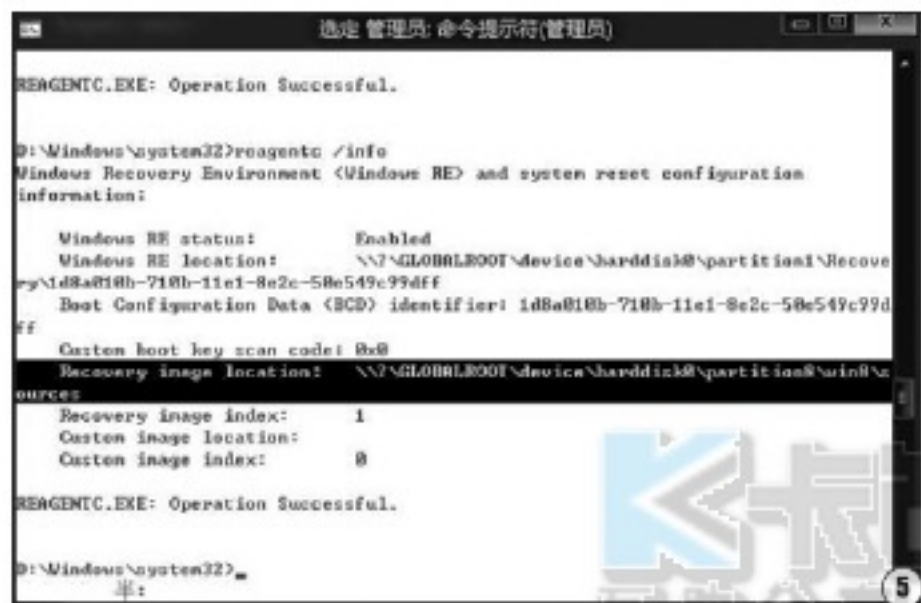 选定 管理员: 命令提示符(管理员)
REAGENTC.EXE: Operation Successful.
D:\Windows\system32>reagentc /info
Windows Recovery Environment (Windows RE) and system reset configuration
information:
Windows RE status: Enabled
Windows RE location: \\?\GLOBALROOT\device\harddisk0\partition1\Recove
ry\1d8a010b-710b-11e1-8e2c-50e549c99dff
Boot Configuration Data (BCD) identifier: 1d8a010b-710b-11e1-8e2c-50e549c99d
ff
Custom boot key scan code: 0x0
Recovery image location: \\?\GLOBALROOT\device\harddisk0\partition8\win8\s
ources
Recovery image index: 1
Custom image location:
Custom image index: 0
REAGENTC.EXE: Operation Successful.
D:\Windows\system32>_
半:
5